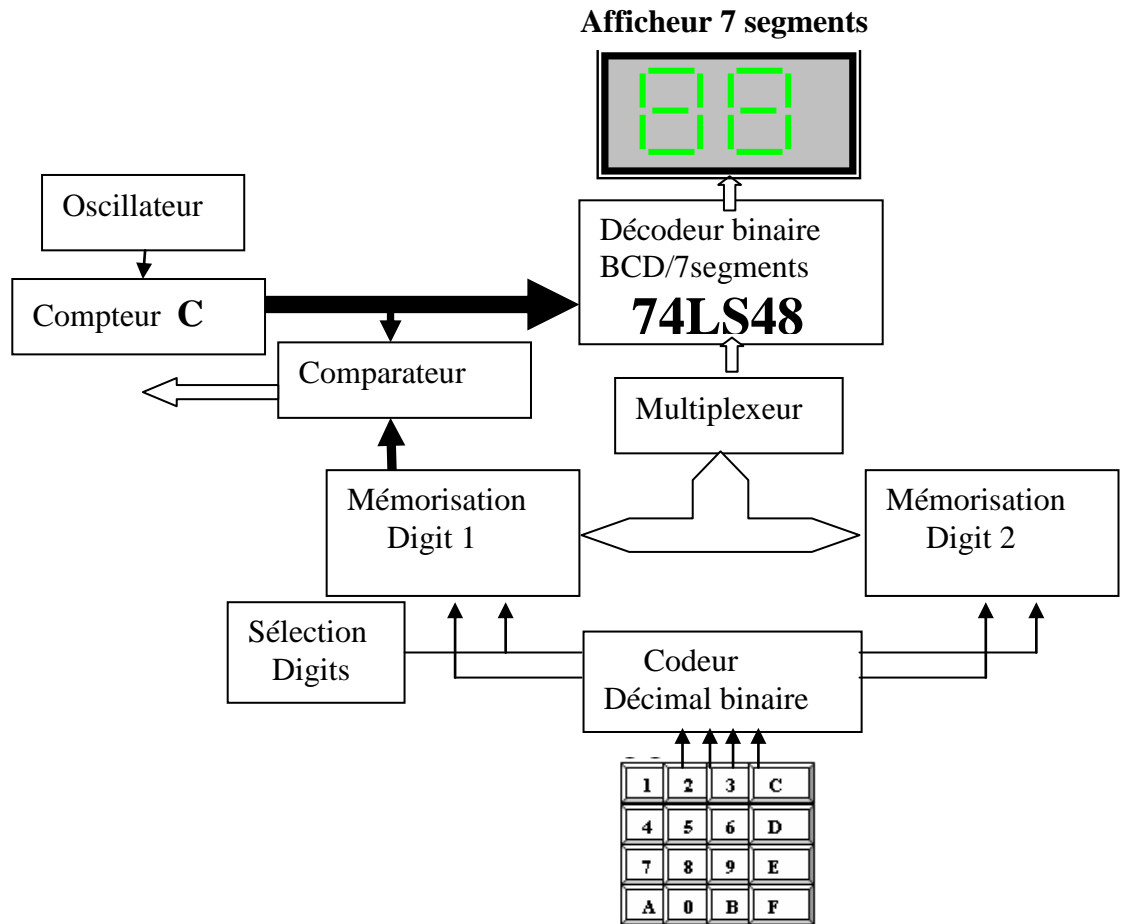 Afficheur 7 segments
88
Oscillateur
Décodeur binaire
BCD/7segments
74LS48
Compteur C
Comparateur
Multiplexeur
Mémorisation
Digit 1
Mémorisation
Digit 2
Sélection
Digits
Codeur
Décimal binaire
1 2 3 C
4 5 6 D
7 8 9 E
A 0 B F